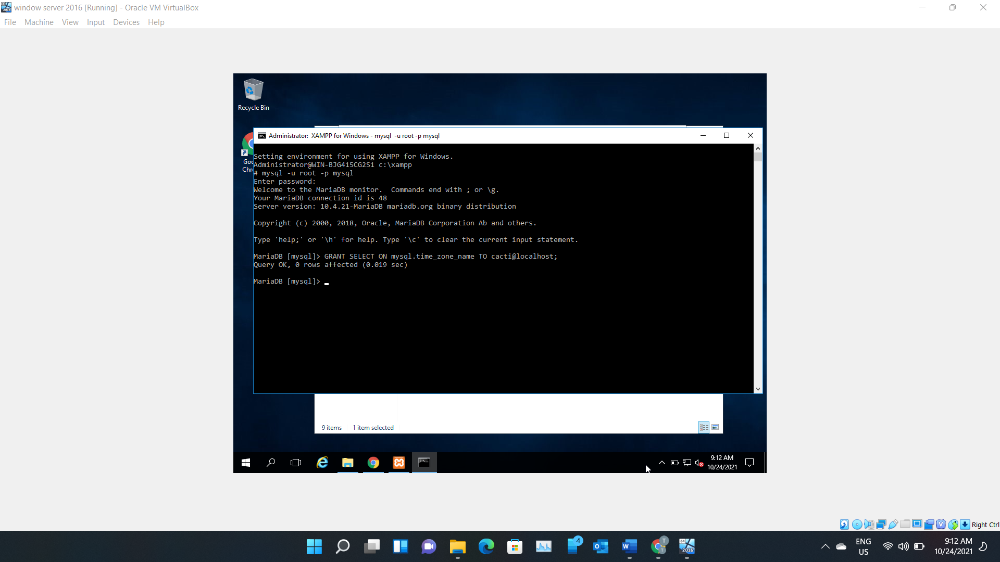 window server 2016 [Running] - Oracle VM VirtualBox
File Machine View Input Devices Help
Recycle Bin
Administrator: XAMPP for Windows - mysql -u root -p mysql
Setting environment for using XAMPP for Windows.
Administrator@WIN-BJG415CG2S1 c:\xampp
# mysql -u root -p mysql
Enter password:
Welcome to the MariaDB monitor. Commands end with ; or \g.
Your MariaDB connection id is 48
Server version: 10.4.21-MariaDB mariadb.org binary distribution
Copyright (c) 2000, 2018, Oracle, MariaDB Corporation Ab and others.
Type 'help;' or '\h' for help. Type '\c' to clear the current input statement.
MariaDB [mysql]> GRANT SELECT ON mysql.time_zone_name TO cacti@localhost;
Query OK, 0 rows affected (0.019 sec)
MariaDB [mysql]>
Goo
Chr
9 items 1 item selected
9:12 AM
10/24/2021
Right Ctrl
4
64
2016
ENG
US
9:12 AM
10/24/2021